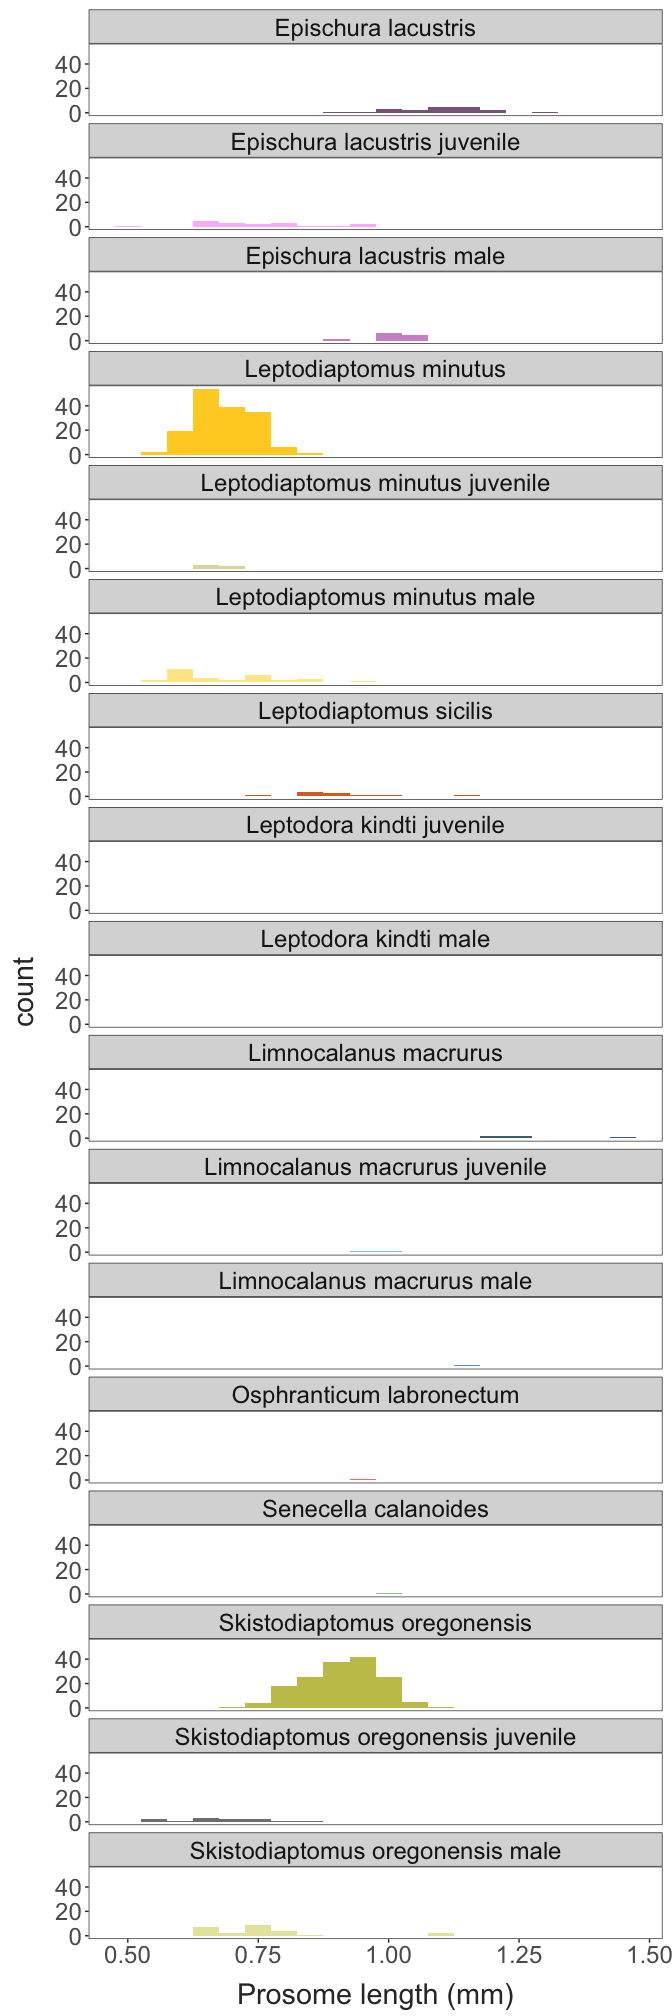 Epischura lacustris
40
20
0
Epischura lacustris juvenile
40
20
0
Epischura lacustris male
40
20
0
Leptodiaptomus minutus
40
20
0
Leptodiaptomus minutus juvenile
40
20
0
Leptodiaptomus minutus male
40
20
0
Leptodiaptomus sicilis
40
20
0
Leptodora kindti juvenile
40
20
0
Leptodora kindti male
40
20
0
count
Limnocalanus macrurus
40
20
0
Limnocalanus macrurus juvenile
40
20
0
Limnocalanus macrurus male
40
20
0
Osphranticum labronectum
40
20
0
Senecella calanoides
40
20
0
Skistodiaptomus oregonensis
40
20
0
Skistodiaptomus oregonensis juvenile
40
20
0
Skistodiaptomus oregonensis male
40
20
0
0.50 0.75 1.00 1.25 1.50
Prosome length (mm)